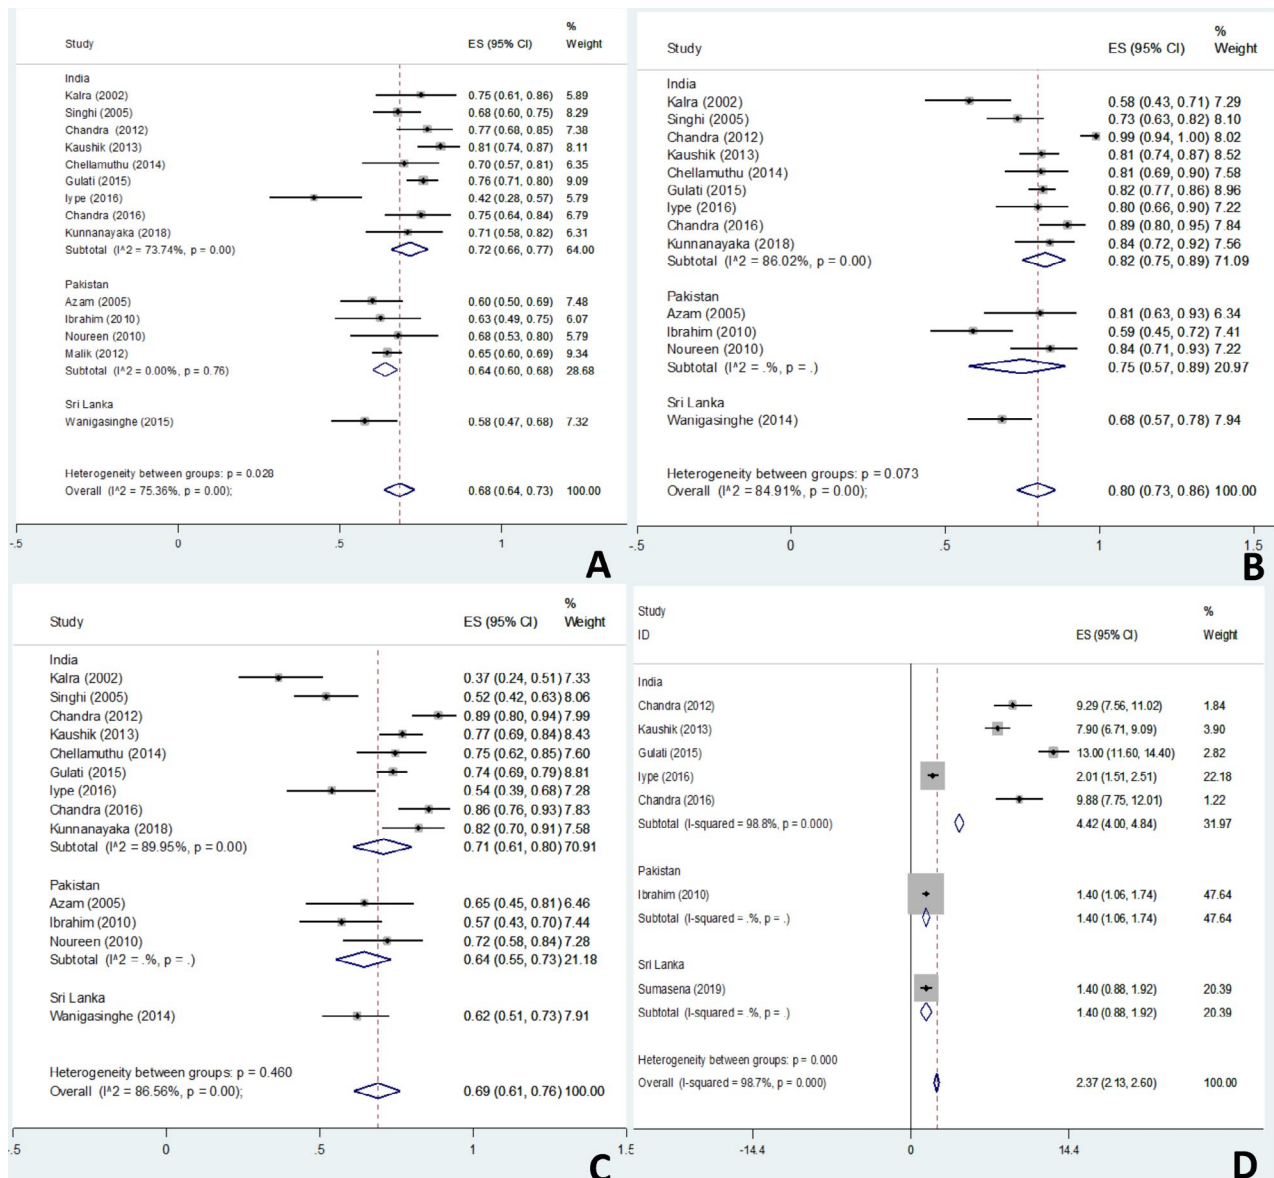 %
Study ES (95% CI) Weight
India
Kalra (2002) 0.75 (0.61, 0.86) 5.89
Singhi (2005) 0.68 (0.60, 0.75) 8.29
Chandra (2012) 0.77 (0.68, 0.85) 7.38
Kaushik (2013) 0.81 (0.74, 0.87) 8.11
Chellamuthu (2014) 0.70 (0.57, 0.81) 6.35
Gulati (2015) 0.76 (0.71, 0.80) 9.09
Iype (2016) 0.42 (0.28, 0.57) 5.79
Chandra (2016) 0.75 (0.64, 0.84) 6.79
Kunnanayaka (2018) 0.71 (0.58, 0.82) 6.31
Subtotal (I^2 = 73.74%, p = 0.00) 0.72 (0.66, 0.77) 64.00
Pakistan
Azam (2005) 0.60 (0.50, 0.69) 7.48
Ibrahim (2010) 0.63 (0.49, 0.75) 6.07
Noureen (2010) 0.68 (0.53, 0.80) 5.79
Malik (2012) 0.65 (0.60, 0.69) 9.34
Subtotal (I^2 = 0.00%, p = 0.76) 0.64 (0.60, 0.68) 28.68
Sri Lanka
Wanigasinghe (2015) 0.58 (0.47, 0.68) 7.32
Heterogeneity between groups: p = 0.028
Overall (I^2 = 75.36%, p = 0.00); 0.68 (0.64, 0.73) 100.00
-.5 0 .5 1
A
%
Study ES (95% CI) Weight
India
Kalra (2002) 0.58 (0.43, 0.71) 7.29
Singhi (2005) 0.73 (0.63, 0.82) 8.10
Chandra (2012) 0.99 (0.94, 1.00) 8.02
Kaushik (2013) 0.81 (0.74, 0.87) 8.52
Chellamuthu (2014) 0.81 (0.69, 0.90) 7.58
Gulati (2015) 0.82 (0.77, 0.86) 8.96
Iype (2016) 0.80 (0.66, 0.90) 7.22
Chandra (2016) 0.89 (0.80, 0.95) 7.84
Kunnanayaka (2018) 0.84 (0.72, 0.92) 7.56
Subtotal (I^2 = 86.02%, p = 0.00) 0.82 (0.75, 0.89) 71.09
Pakistan
Azam (2005) 0.81 (0.63, 0.93) 6.34
Ibrahim (2010) 0.59 (0.45, 0.72) 7.41
Noureen (2010) 0.84 (0.71, 0.93) 7.22
Subtotal (I^2 = .%, p = .) 0.75 (0.57, 0.89) 20.97
Sri Lanka
Wanigasinghe (2014) 0.68 (0.57, 0.78) 7.94
Heterogeneity between groups: p = 0.073
Overall (I^2 = 84.91%, p = 0.00); 0.80 (0.73, 0.86) 100.00
-.5 0 .5 1 1.5
B
%
Study ES (95% CI) Weight
India
Kalra (2002) 0.37 (0.24, 0.51) 7.33
Singhi (2005) 0.52 (0.42, 0.63) 8.06
Chandra (2012) 0.89 (0.80, 0.94) 7.99
Kaushik (2013) 0.77 (0.69, 0.84) 8.43
Chellamuthu (2014) 0.75 (0.62, 0.85) 7.60
Gulati (2015) 0.74 (0.69, 0.79) 8.81
Iype (2016) 0.54 (0.39, 0.68) 7.28
Chandra (2016) 0.86 (0.76, 0.93) 7.83
Kunnanayaka (2018) 0.82 (0.70, 0.91) 7.58
Subtotal (I^2 = 89.95%, p = 0.00) 0.71 (0.61, 0.80) 70.91
Pakistan
Azam (2005) 0.65 (0.45, 0.81) 6.46
Ibrahim (2010) 0.57 (0.43, 0.70) 7.44
Noureen (2010) 0.72 (0.58, 0.84) 7.28
Subtotal (I^2 = .%, p = .) 0.64 (0.55, 0.73) 21.18
Sri Lanka
Wanigasinghe (2014) 0.62 (0.51, 0.73) 7.91
Heterogeneity between groups: p = 0.460
Overall (I^2 = 86.56%, p = 0.00); 0.69 (0.61, 0.76) 100.00
-.5 0 .5 1 1.5
C
Study %
ID ES (95% CI) Weight
India
Chandra (2012) 9.29 (7.56, 11.02) 1.84
Kaushik (2013) 7.90 (6.71, 9.09) 3.90
Gulati (2015) 13.00 (11.60, 14.40) 2.82
Iype (2016) 2.01 (1.51, 2.51) 22.18
Chandra (2016) 9.88 (7.75, 12.01) 1.22
Subtotal (I-squared = 98.8%, p = 0.000) 4.42 (4.00, 4.84) 31.97
Pakistan
Ibrahim (2010) 1.40 (1.06, 1.74) 47.64
Subtotal (I-squared = .%, p = .) 1.40 (1.06, 1.74) 47.64
Sri Lanka
Sumasena (2019) 1.40 (0.88, 1.92) 20.39
Subtotal (I-squared = .%, p = .) 1.40 (0.88, 1.92) 20.39
Heterogeneity between groups: p = 0.000
Overall (I-squared = 98.7%, p = 0.000) 2.37 (2.13, 2.60) 100.00
-14.4 0 14.4
D